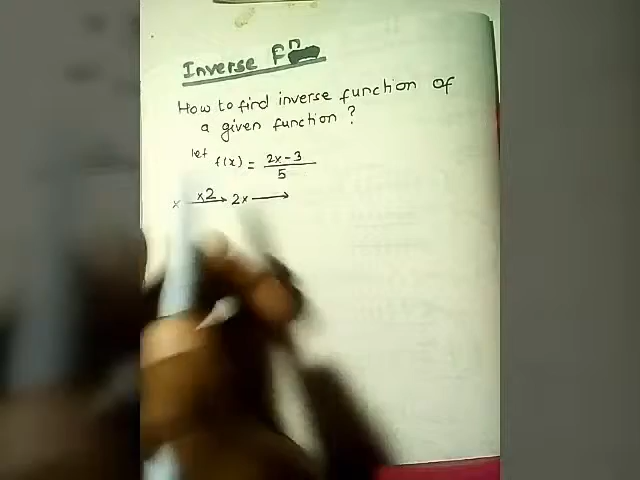 Inverse Fn
How to find inverse function of
a given function ?
let f(x) = 2x-3
5
x ×2 → 2x →